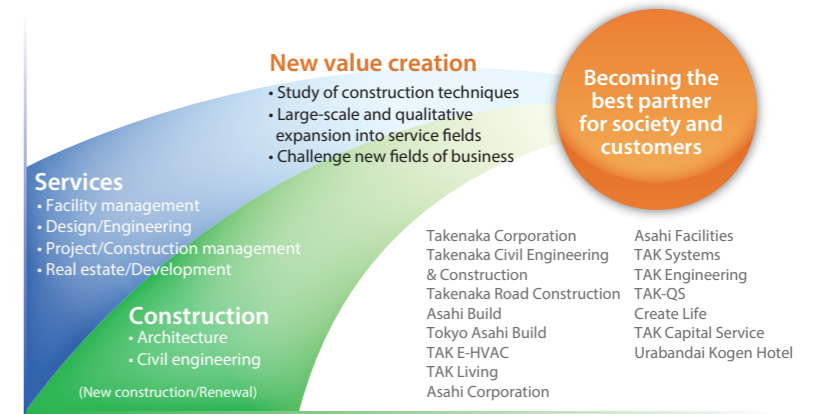 New value creation
• Study of construction techniques
• Large-scale and qualitative
expansion into service fields
• Challenge new fields of business
Becoming the
best partner
for society and
customers
Services
• Facility management
• Design/Engineering
• Project/Construction management
• Real estate/Development
Construction
• Architecture
• Civil engineering
(New construction/Renewal)
Takenaka Corporation
Takenaka Civil Engineering
& Construction
Takenaka Road Construction
Asahi Build
Tokyo Asahi Build
TAK E-HVAC
TAK Living
Asahi Corporation
Asahi Facilities
TAK Systems
TAK Engineering
TAK-QS
Create Life
TAK Capital Service
Urabandai Kogen Hotel